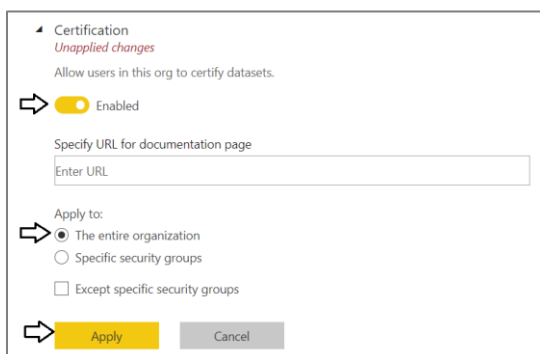 Certification
Unapplied changes
Allow users in this org to certify datasets.
Enabled
Specify URL for documentation page
Enter URL
Apply to:
The entire organization
Specific security groups
Except specific security groups
Apply
Cancel